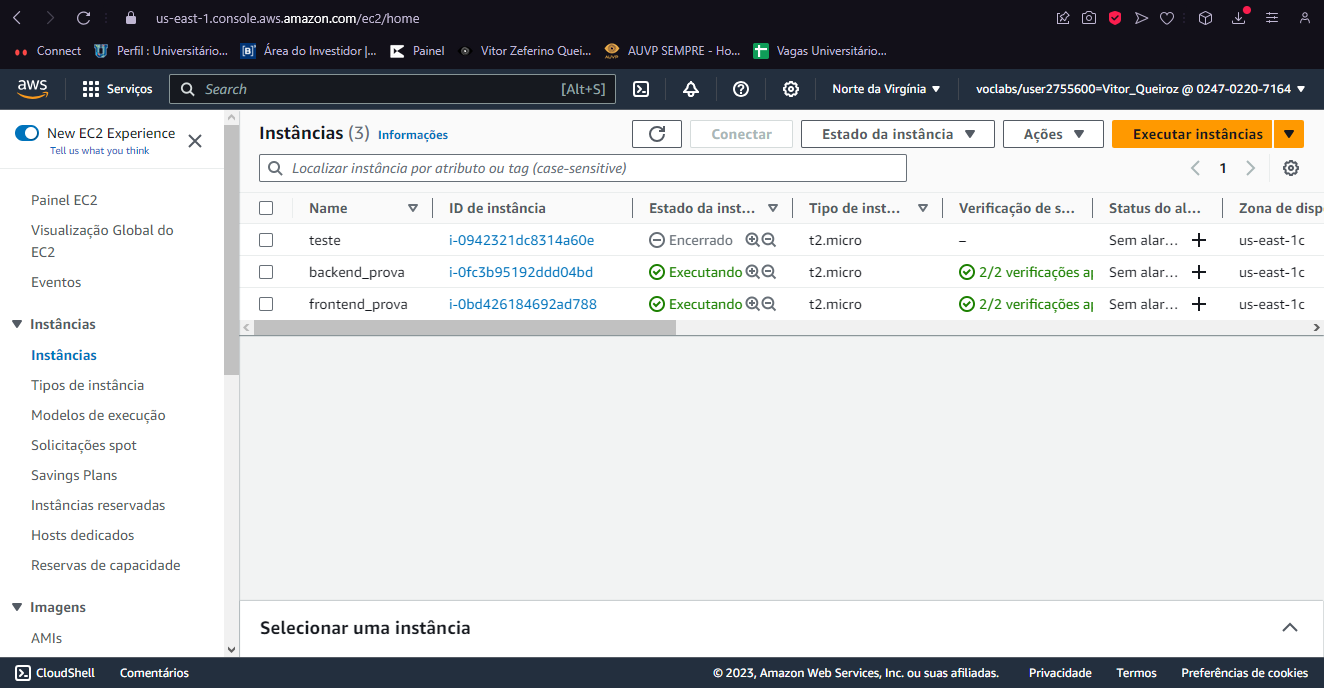 us-east-1.console.aws.amazon.com/ec2/home
Connect Perfil : Universitário... Área do Investidor |... Painel Vitor Zeferino Quei... AUVP SEMPRE - Ho... Vagas Universitário...
aws Serviços Search [Alt+S] Norte da Virgínia voclabs/user2755600=Vitor_Queiroz @ 0247-0220-7164
New EC2 Experience
Tell us what you think
Painel EC2
Visualização Global do
EC2
Eventos
Instâncias
Instâncias
Tipos de instância
Modelos de execução
Solicitações spot
Savings Plans
Instâncias reservadas
Hosts dedicados
Reservas de capacidade
Imagens
AMIs
Instâncias (3) Informações Conectar Estado da instância Ações Executar instâncias
Localizar instância por atributo ou tag (case-sensitive) 1
Name ID de instância Estado da inst... Tipo de inst... Verificação de s... Status do al... Zona de disp
teste i-0942321dc8314a60e Encerrado t2.micro – Sem alar... us-east-1c
backend_prova i-0fc3b95192ddd04bd Executando t2.micro 2/2 verificações a Sem alar... us-east-1c
frontend_prova i-0bd426184692ad788 Executando t2.micro 2/2 verificações a Sem alar... us-east-1c
Selecionar uma instância
CloudShell Comentários © 2023, Amazon Web Services, Inc. ou suas afiliadas. Privacidade Termos Preferências de cookies